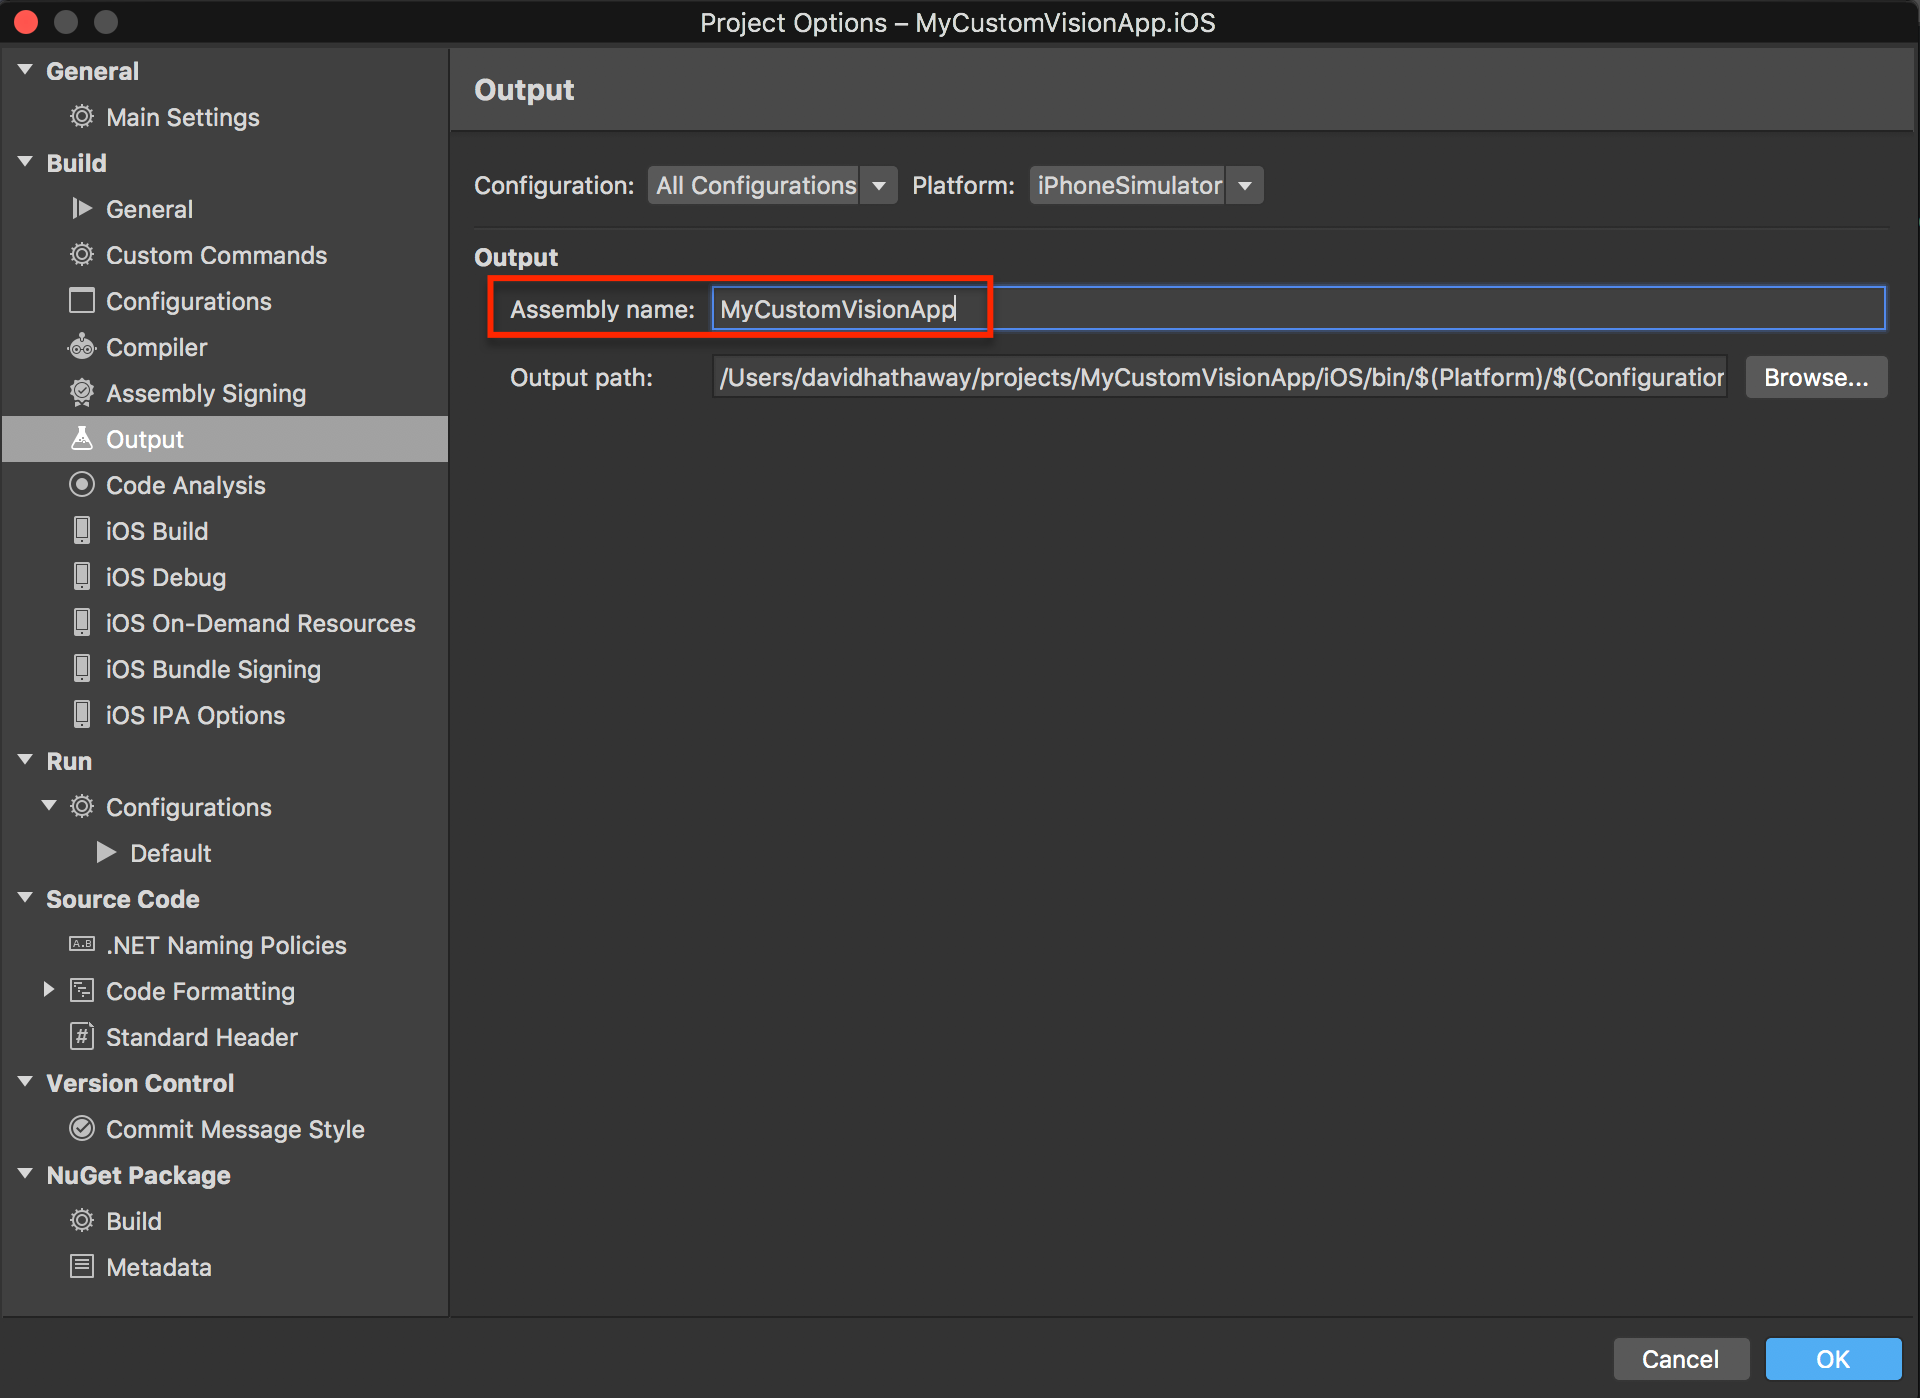 Project Options – MyCustomVisionApp.iOS
General
Main Settings
Build
General
Custom Commands
Configurations
Compiler
Assembly Signing
Output
Code Analysis
iOS Build
iOS Debug
iOS On-Demand Resources
iOS Bundle Signing
iOS IPA Options
Run
Configurations
Default
Source Code
A.B .NET Naming Policies
Code Formatting
# Standard Header
Version Control
Commit Message Style
NuGet Package
Build
Metadata
Output
Configuration: All Configurations Platform: iPhoneSimulator
Output
Assembly name: MyCustomVisionApp
Output path: /Users/davidhathaway/projects/MyCustomVisionApp/iOS/bin/$(Platform)/$(Configuration Browse...
Cancel OK